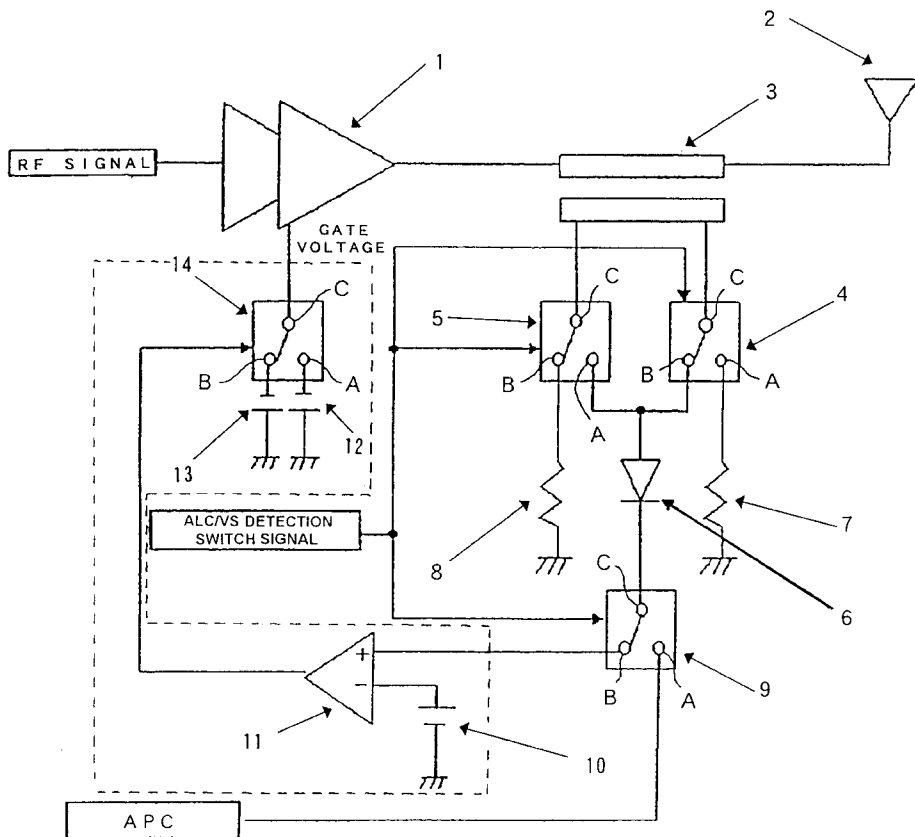 1
2
3
RF SIGNAL
GATE
VOLTAGE
14
C
B
A
13
12
5
C
B
A
C
4
B
A
ALC/VS DETECTION
SWITCH SIGNAL
8
7
6
C
B
A
9
+
−
11
10
APC